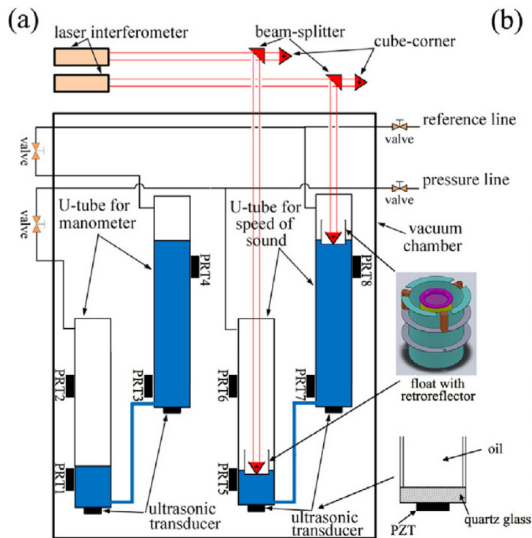 (a)
(b)
laser interferometer
beam-splitter
cube-corner
reference line
valve
valve
pressure line
valve
valve
U-tube for
manometer
U-tube for
speed of
sound
vacuum
chamber
PRT4
PRT8
PRT2
PRT3
PRT6
PRT7
float with
retroreflector
PRT1
PRT5
ultrasonic
transducer
ultrasonic
transducer
oil
quartz glass
PZT